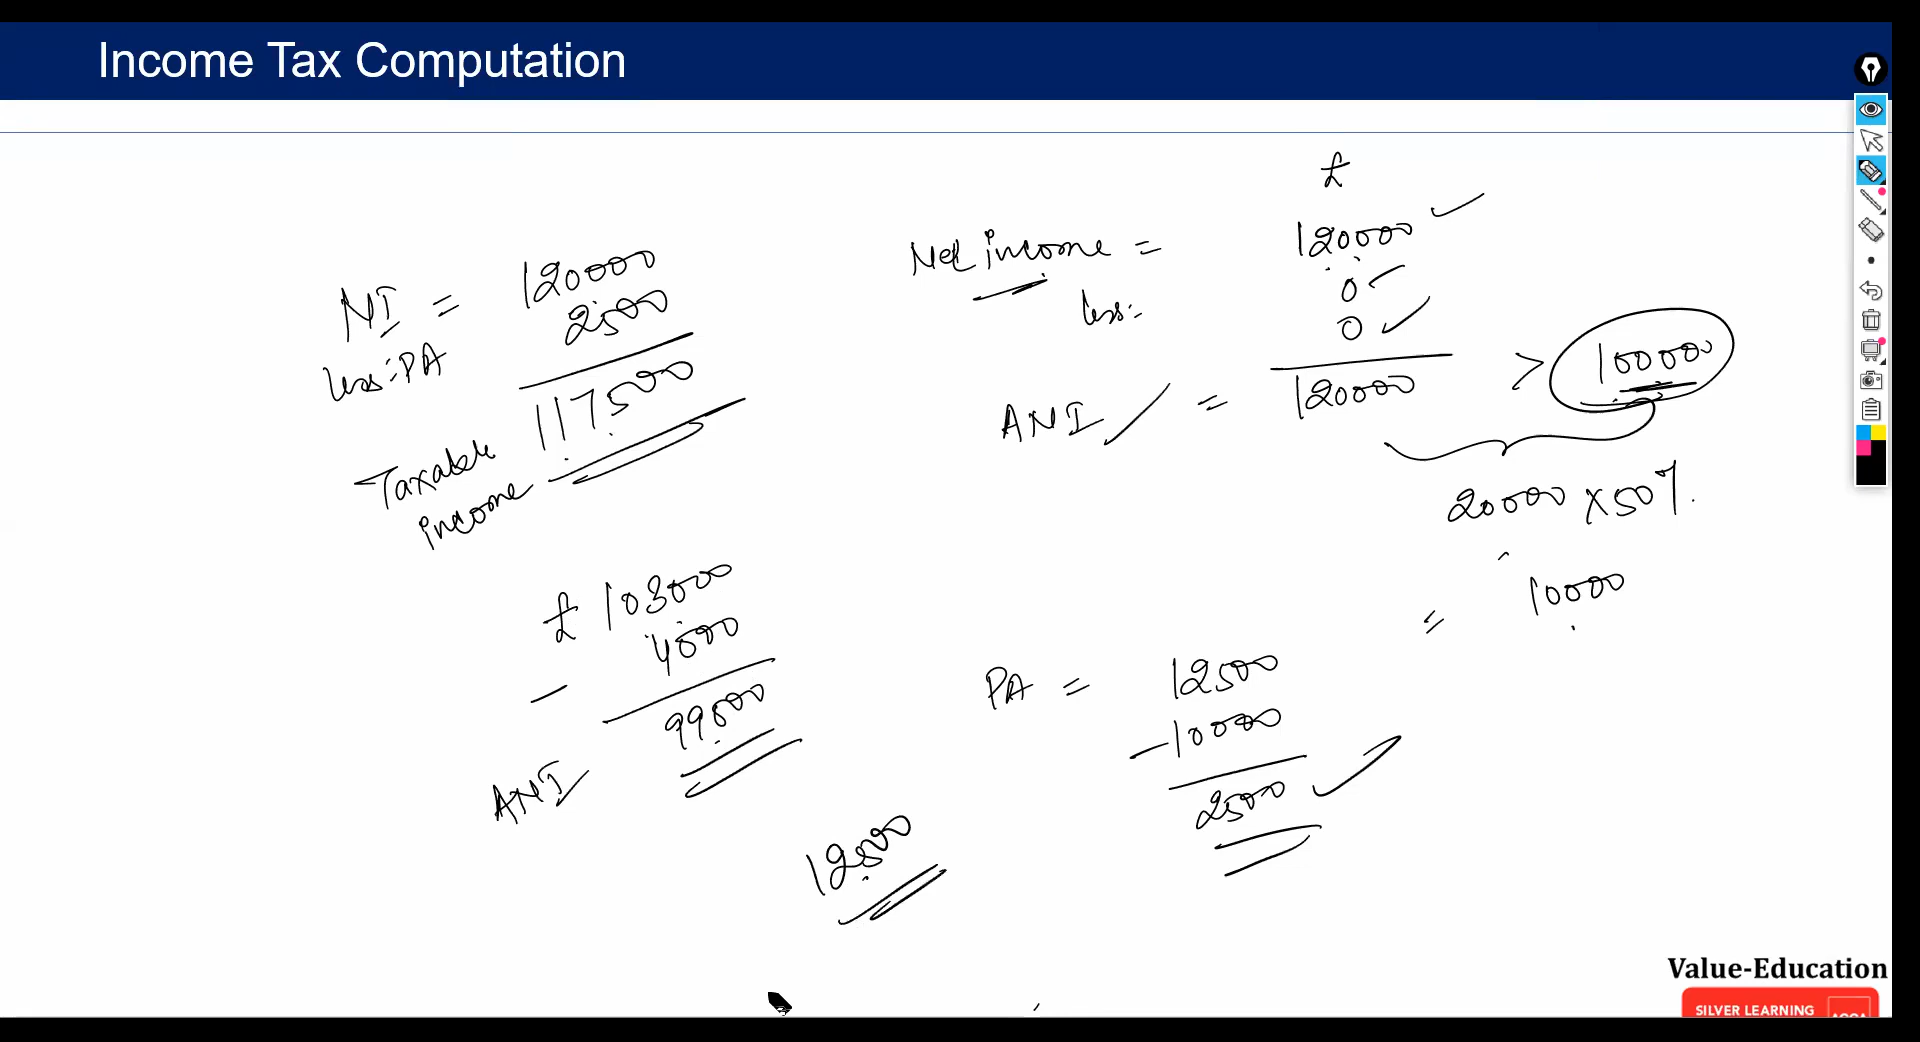 Income Tax Computation
£
Net income = 120000
less:- 0
0
ANI = 120000 > 100000
20000 x 50%
= 10000
PA = 12500
- 10000
2500
NI = 120000
less:- PA 2500
117500
Taxable
income
£ 103000
- 4000
99000
ANI
12500
Value-Education
SILVER LEARNING